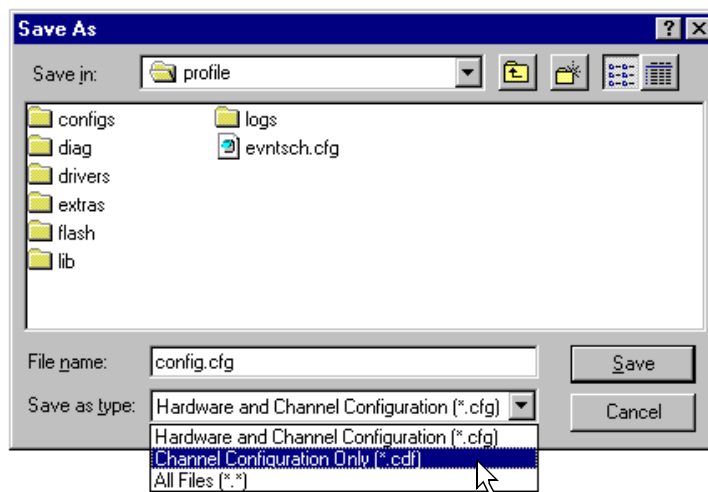 Save As
Save in: profile
configs logs
diag evntsch.cfg
drivers
extras
flash
lib
File name: config.cfg Save
Save as type: Hardware and Channel Configuration (*.cfg) Cancel
Hardware and Channel Configuration (*.cfg)
Channel Configuration Only (*.cdf)
All Files (*.*)